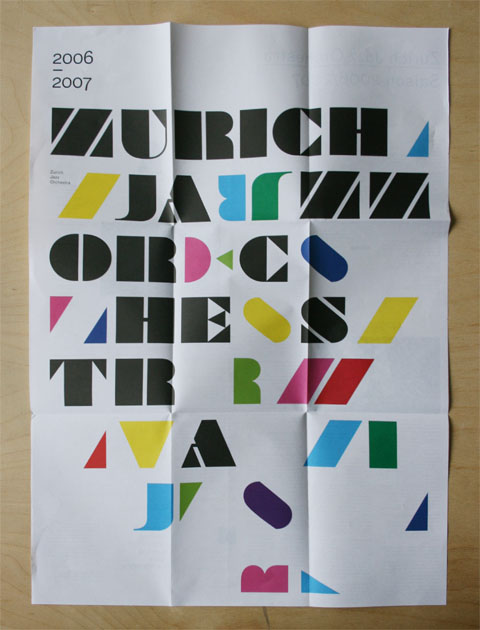 2006
–
2007
ZURICH
Zurich
Jazz
Orchestra
JAZZ
ORC
HES
TR
A